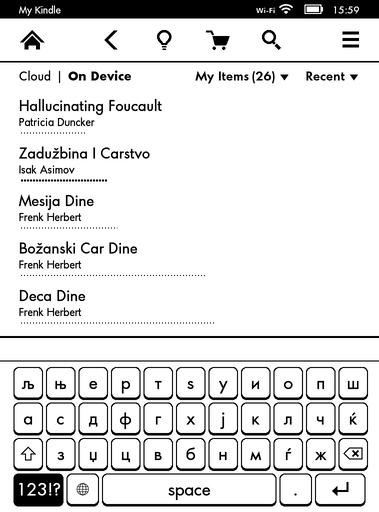 My Kindle Wi-Fi 15:59
Cloud | On Device My Items (26) Recent
Hallucinating Foucault
Patricia Duncker
Zadužbina I Carstvo
Isak Asimov
Mesija Dine
Frenk Herbert
Božanski Car Dine
Frenk Herbert
Deca Dine
Frenk Herbert
љ њ е р т ѕ у и о п ш
а с д ф г х ј к л ч ќ
з џ ц в б н м ѓ ж
123!? space .